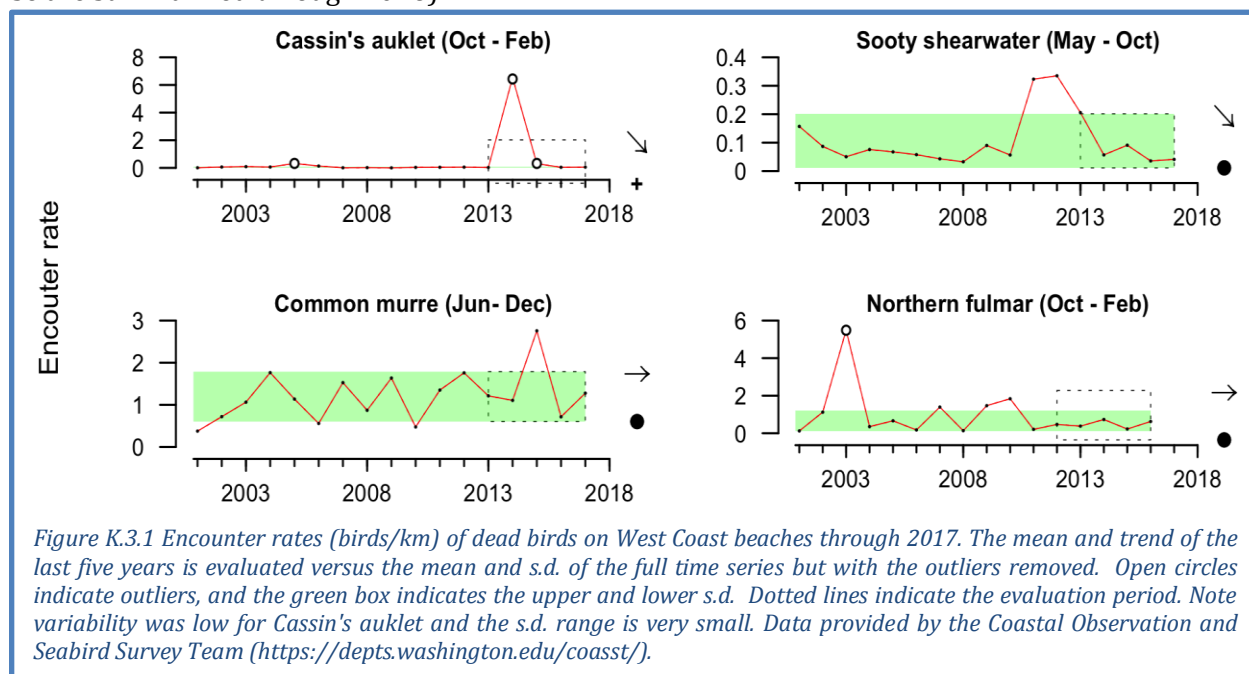 Cassin's auklet (Oct - Feb)
8
6
4
2
0
2003 2008 2013 2018
+
Sooty shearwater (May - Oct)
0.4
0.3
0.2
0.1
0
2003 2008 2013 2018
Encouter rate
Common murre (Jun- Dec)
3
2
1
0
2003 2008 2013 2018
Northern fulmar (Oct - Feb)
6
4
2
0
2003 2008 2013 2018
Figure K.3.1 Encounter rates (birds/km) of dead birds on West Coast beaches through 2017. The mean and trend of the
last five years is evaluated versus the mean and s.d. of the full time series but with the outliers removed. Open circles
indicate outliers, and the green box indicates the upper and lower s.d. Dotted lines indicate the evaluation period. Note
variability was low for Cassin's auklet and the s.d. range is very small. Data provided by the Coastal Observation and
Seabird Survey Team (https://depts.washington.edu/coasst/).